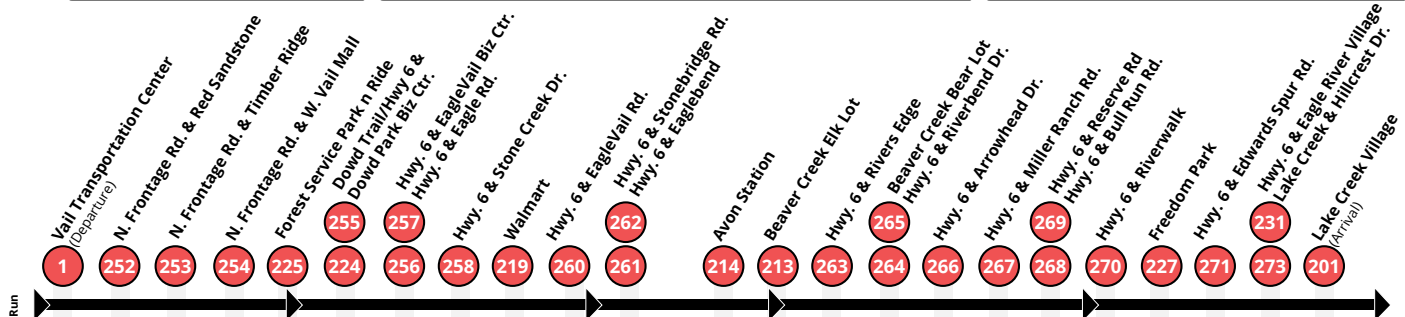 Vail Transportation Center
(Departure)
N. Frontage Rd. & Red Sandstone
N. Frontage Rd. & Timber Ridge
N. Frontage Rd. & W. Vail Mall
Forest Service Park n Ride
Dowd Trail/Hwy. 6 &
Dowd Park Biz Ctr.
Hwy. 6 & EagleVail Biz Ctr.
Hwy. 6 & Eagle Rd.
Hwy. 6 & Stone Creek Dr.
Walmart
Hwy. 6 & EagleVail Rd.
Hwy. 6 & Stonebridge Rd.
Hwy. 6 & Eaglebend
Avon Station
Beaver Creek Elk Lot
Hwy. 6 & Rivers Edge
Beaver Creek Bear Lot
Hwy. 6 & Riverbend Dr.
Hwy. 6 & Arrowhead Dr.
Hwy. 6 & Miller Ranch Rd.
Hwy. 6 & Reserve Rd
Hwy. 6 & Bull Run Rd.
Hwy. 6 & Riverwalk
Freedom Park
Hwy. 6 & Edwards Spur Rd.
Hwy. 6 & Eagle River Village
Lake Creek & Hillcrest Dr.
Lake Creek Village
(Arrival)
255 257 262 265 269 231
1 252 253 254 225 224 256 258 219 260 261 214 213 263 264 266 267 268 270 227 271 273 201
Run